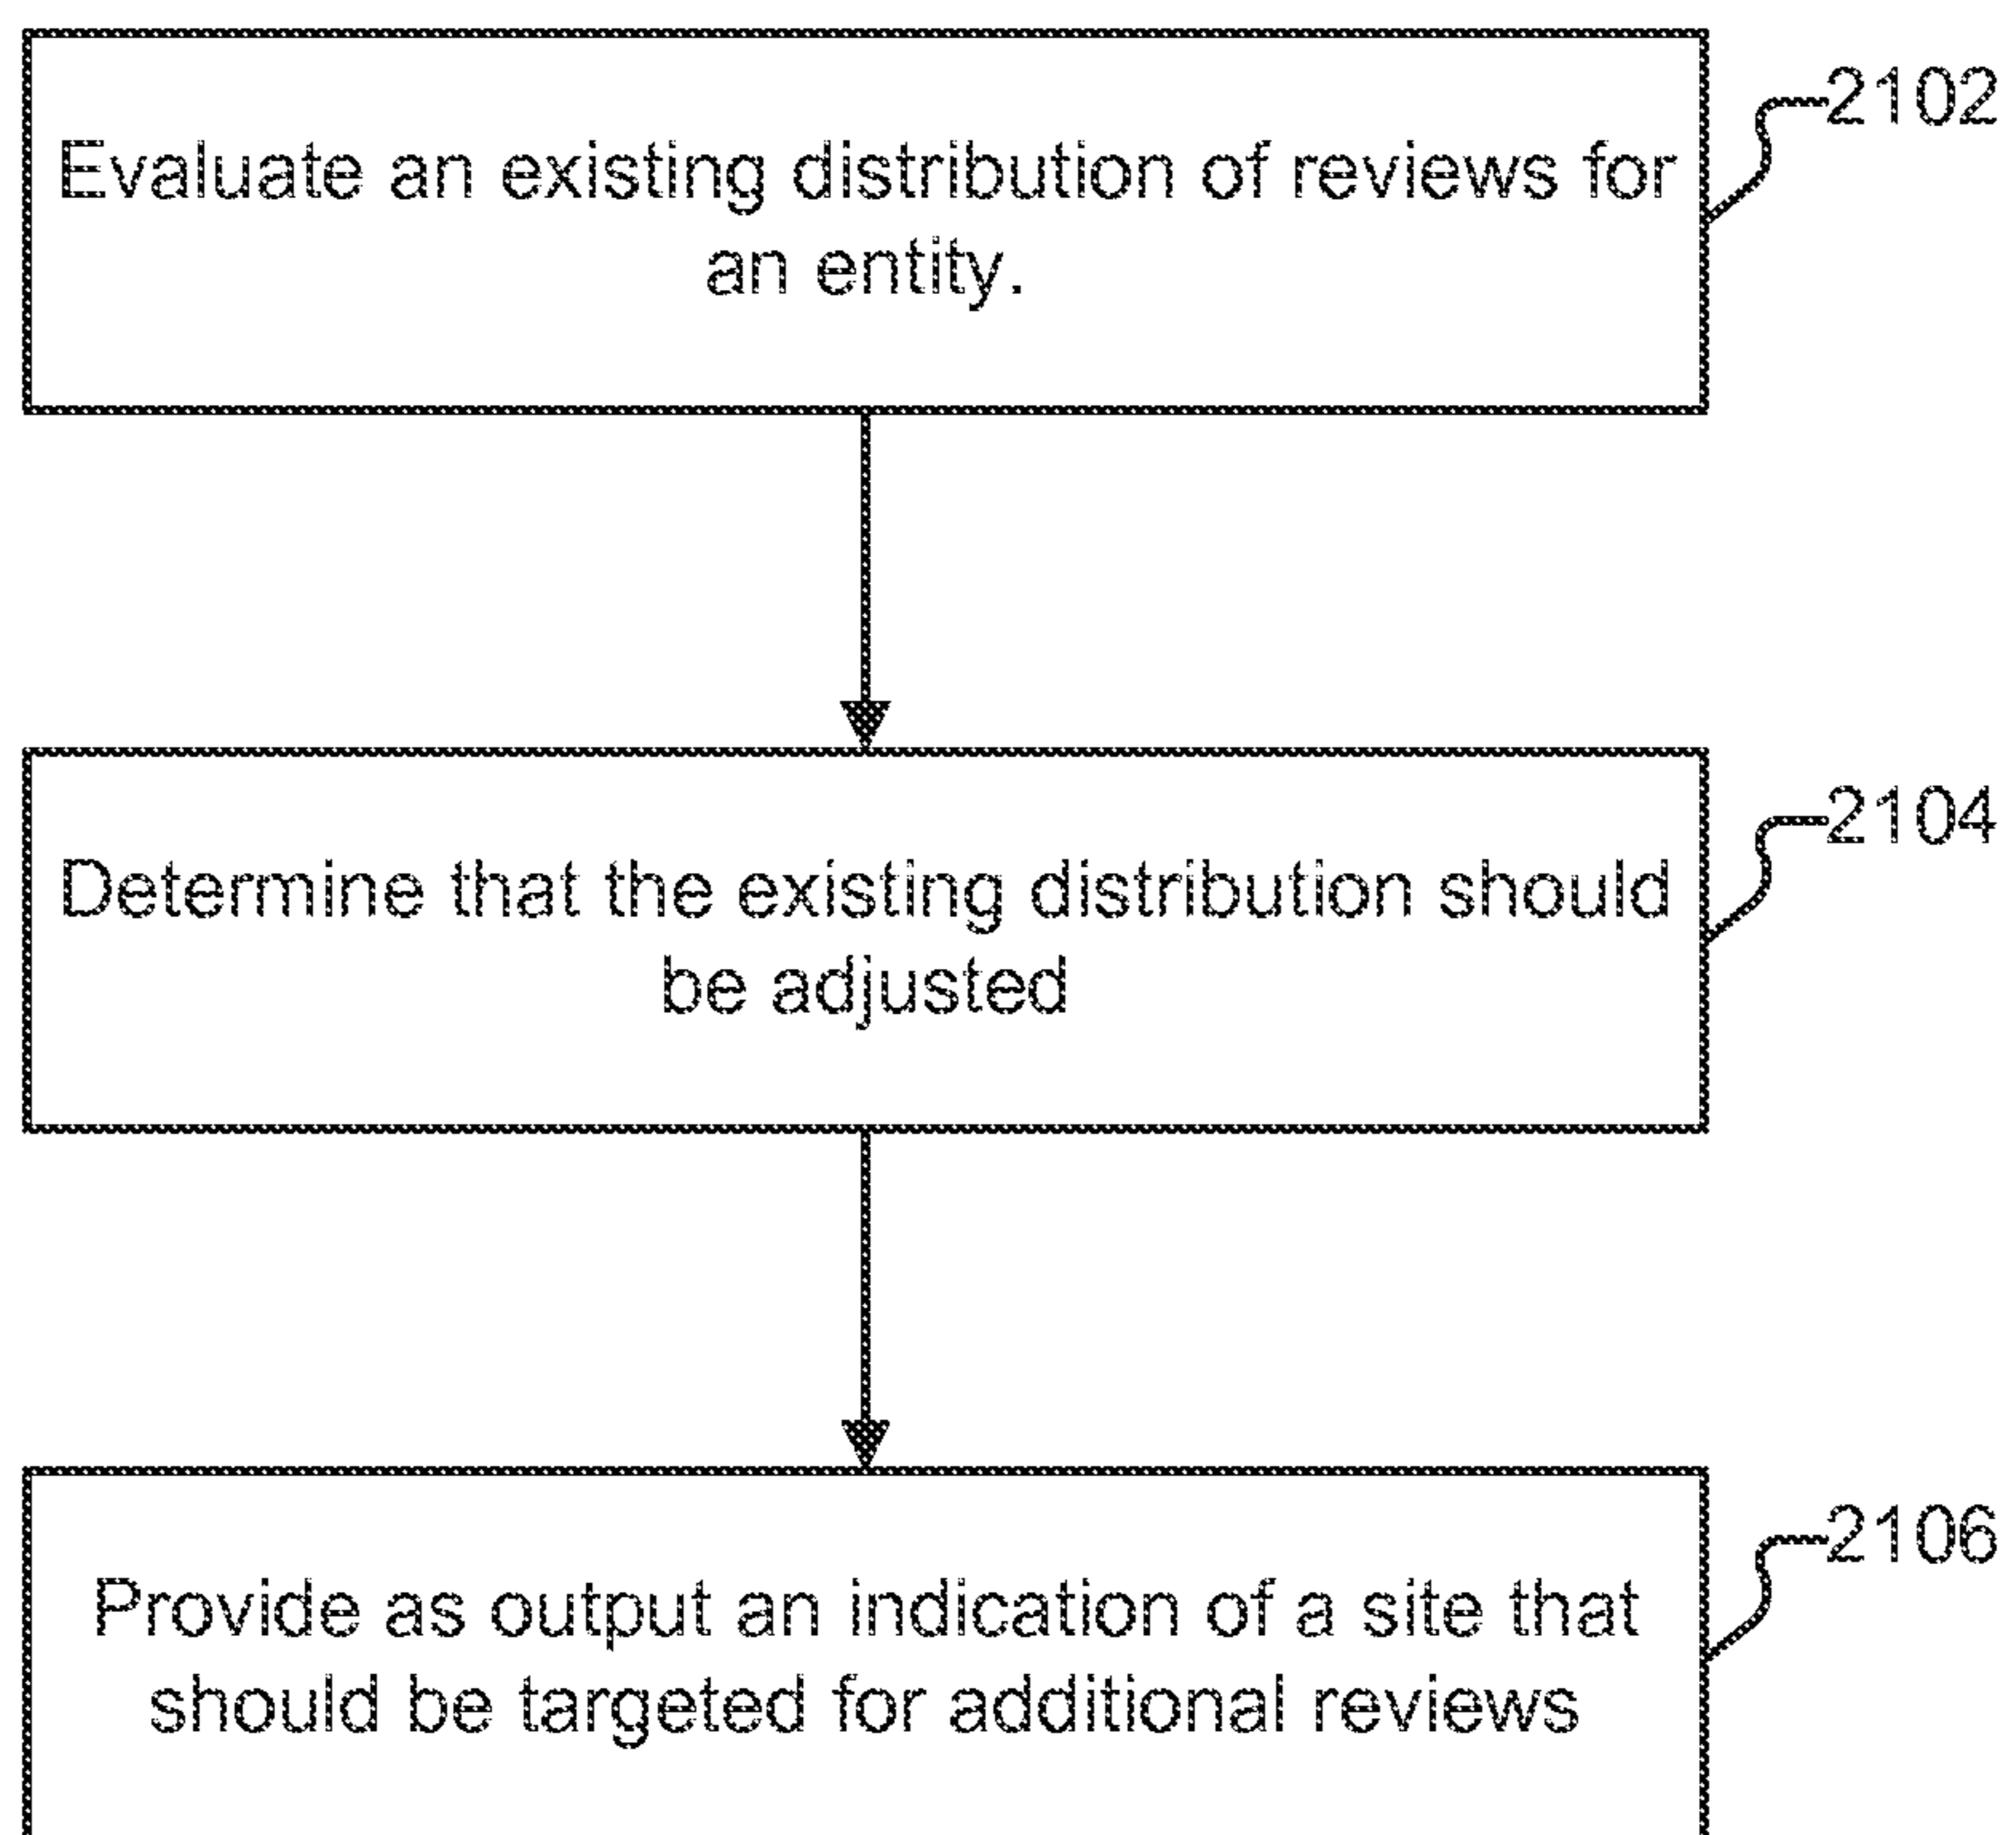 2102
Evaluate an existing distribution of reviews for
an entity.
2104
Determine that the existing distribution should
be adjusted
2106
Provide as output an indication of a site that
should be targeted for additional reviews